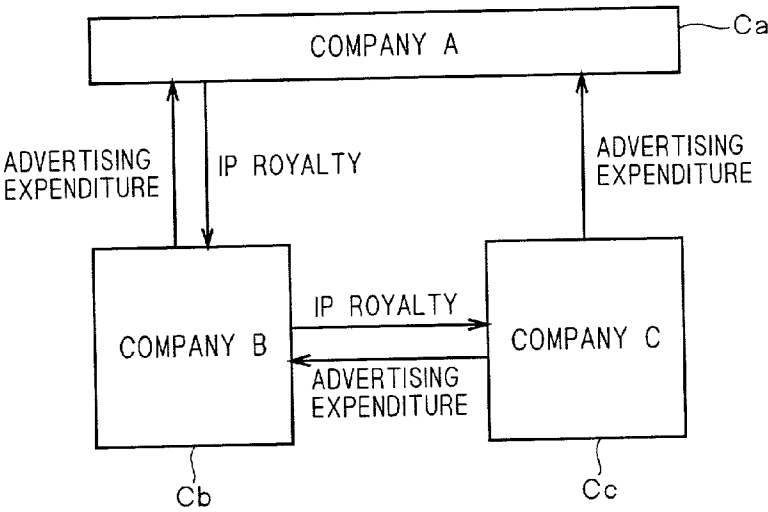 COMPANY A
Ca
ADVERTISING
EXPENDITURE
IP ROYALTY
ADVERTISING
EXPENDITURE
COMPANY B
IP ROYALTY
ADVERTISING
EXPENDITURE
COMPANY C
Cb
Cc